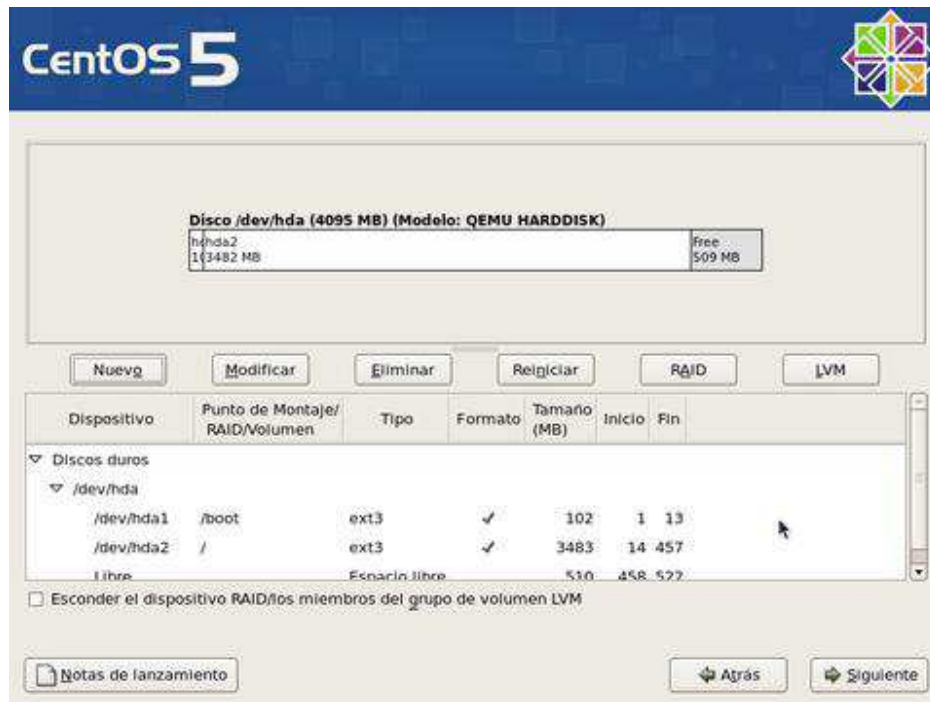 CentOS 5
Disco /dev/hda (4095 MB) (Modelo: QEMU HARDDISK)
hda2 Free
3482 MB 509 MB
Nuevo Modificar Eliminar Reiniciar RAID LVM
Dispositivo Punto de Montaje/ RAID/Volumen Tipo Formato Tamaño (MB) Inicio Fin
Discos duros
/dev/hda
/dev/hda1 /boot ext3 ✓ 102 1 13
/dev/hda2 / ext3 ✓ 3483 14 457
Libre Espacio libre 510 458 522
Esconder el dispositivo RAID/los miembros del grupo de volumen LVM
Notas de lanzamiento Atrás Siguiente